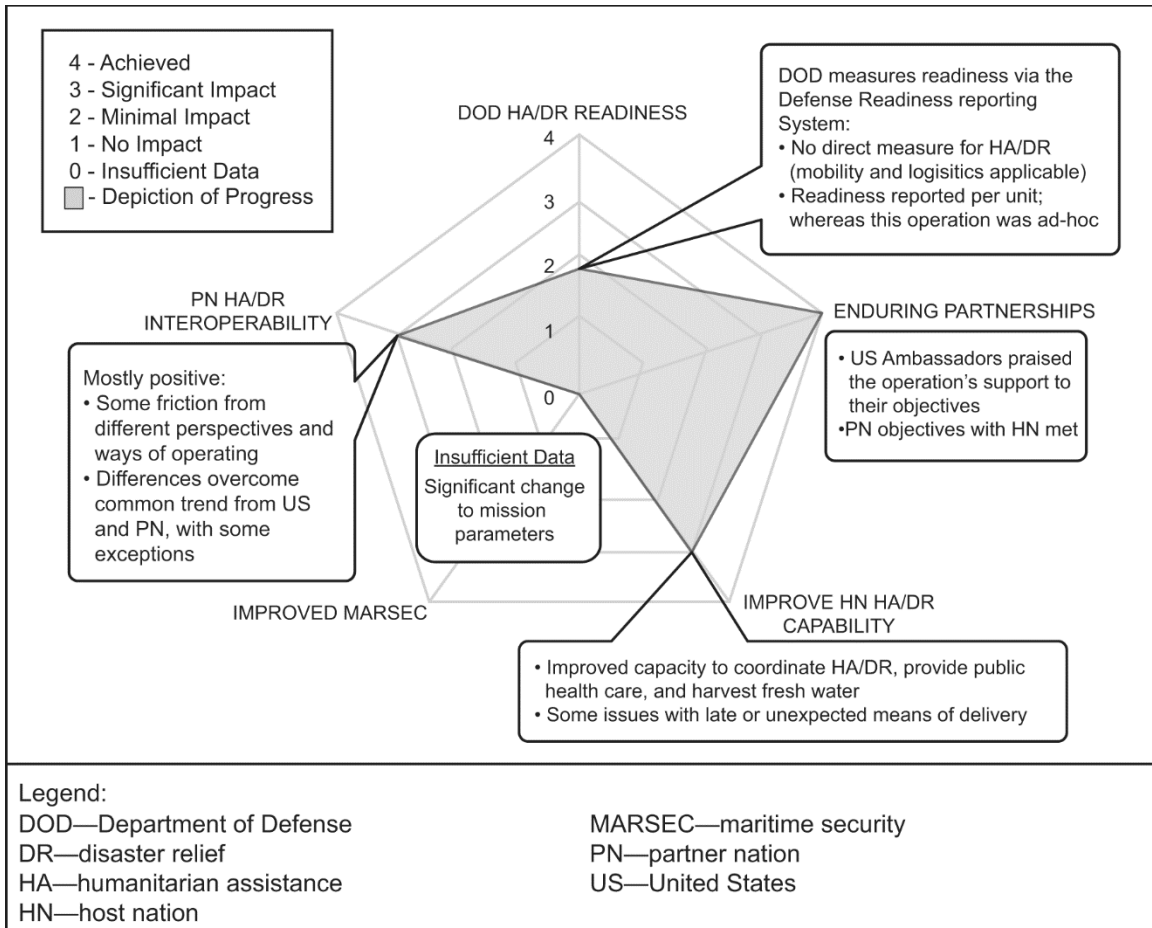 4 - Achieved
3 - Significant Impact
2 - Minimal Impact
1 - No Impact
0 - Insufficient Data
- Depiction of Progress
DOD HA/DR READINESS
4
3
2
1
0
DOD measures readiness via the
Defense Readiness reporting
System:
• No direct measure for HA/DR
(mobility and logisitics applicable)
• Readiness reported per unit;
whereas this operation was ad-hoc
PN HA/DR
INTEROPERABILITY
Mostly positive:
• Some friction from
different perspectives and
ways of operating
• Differences overcome
common trend from US
and PN, with some
exceptions
ENDURING PARTNERSHIPS
• US Ambassadors praised
the operation's support to
their objectives
•PN objectives with HN met
Insufficient Data
Significant change
to mission
parameters
IMPROVED MARSEC
IMPROVE HN HA/DR
CAPABILITY
• Improved capacity to coordinate HA/DR, provide public
health care, and harvest fresh water
• Some issues with late or unexpected means of delivery
Legend:
DOD—Department of Defense
DR—disaster relief
HA—humanitarian assistance
HN—host nation
MARSEC—maritime security
PN—partner nation
US—United States